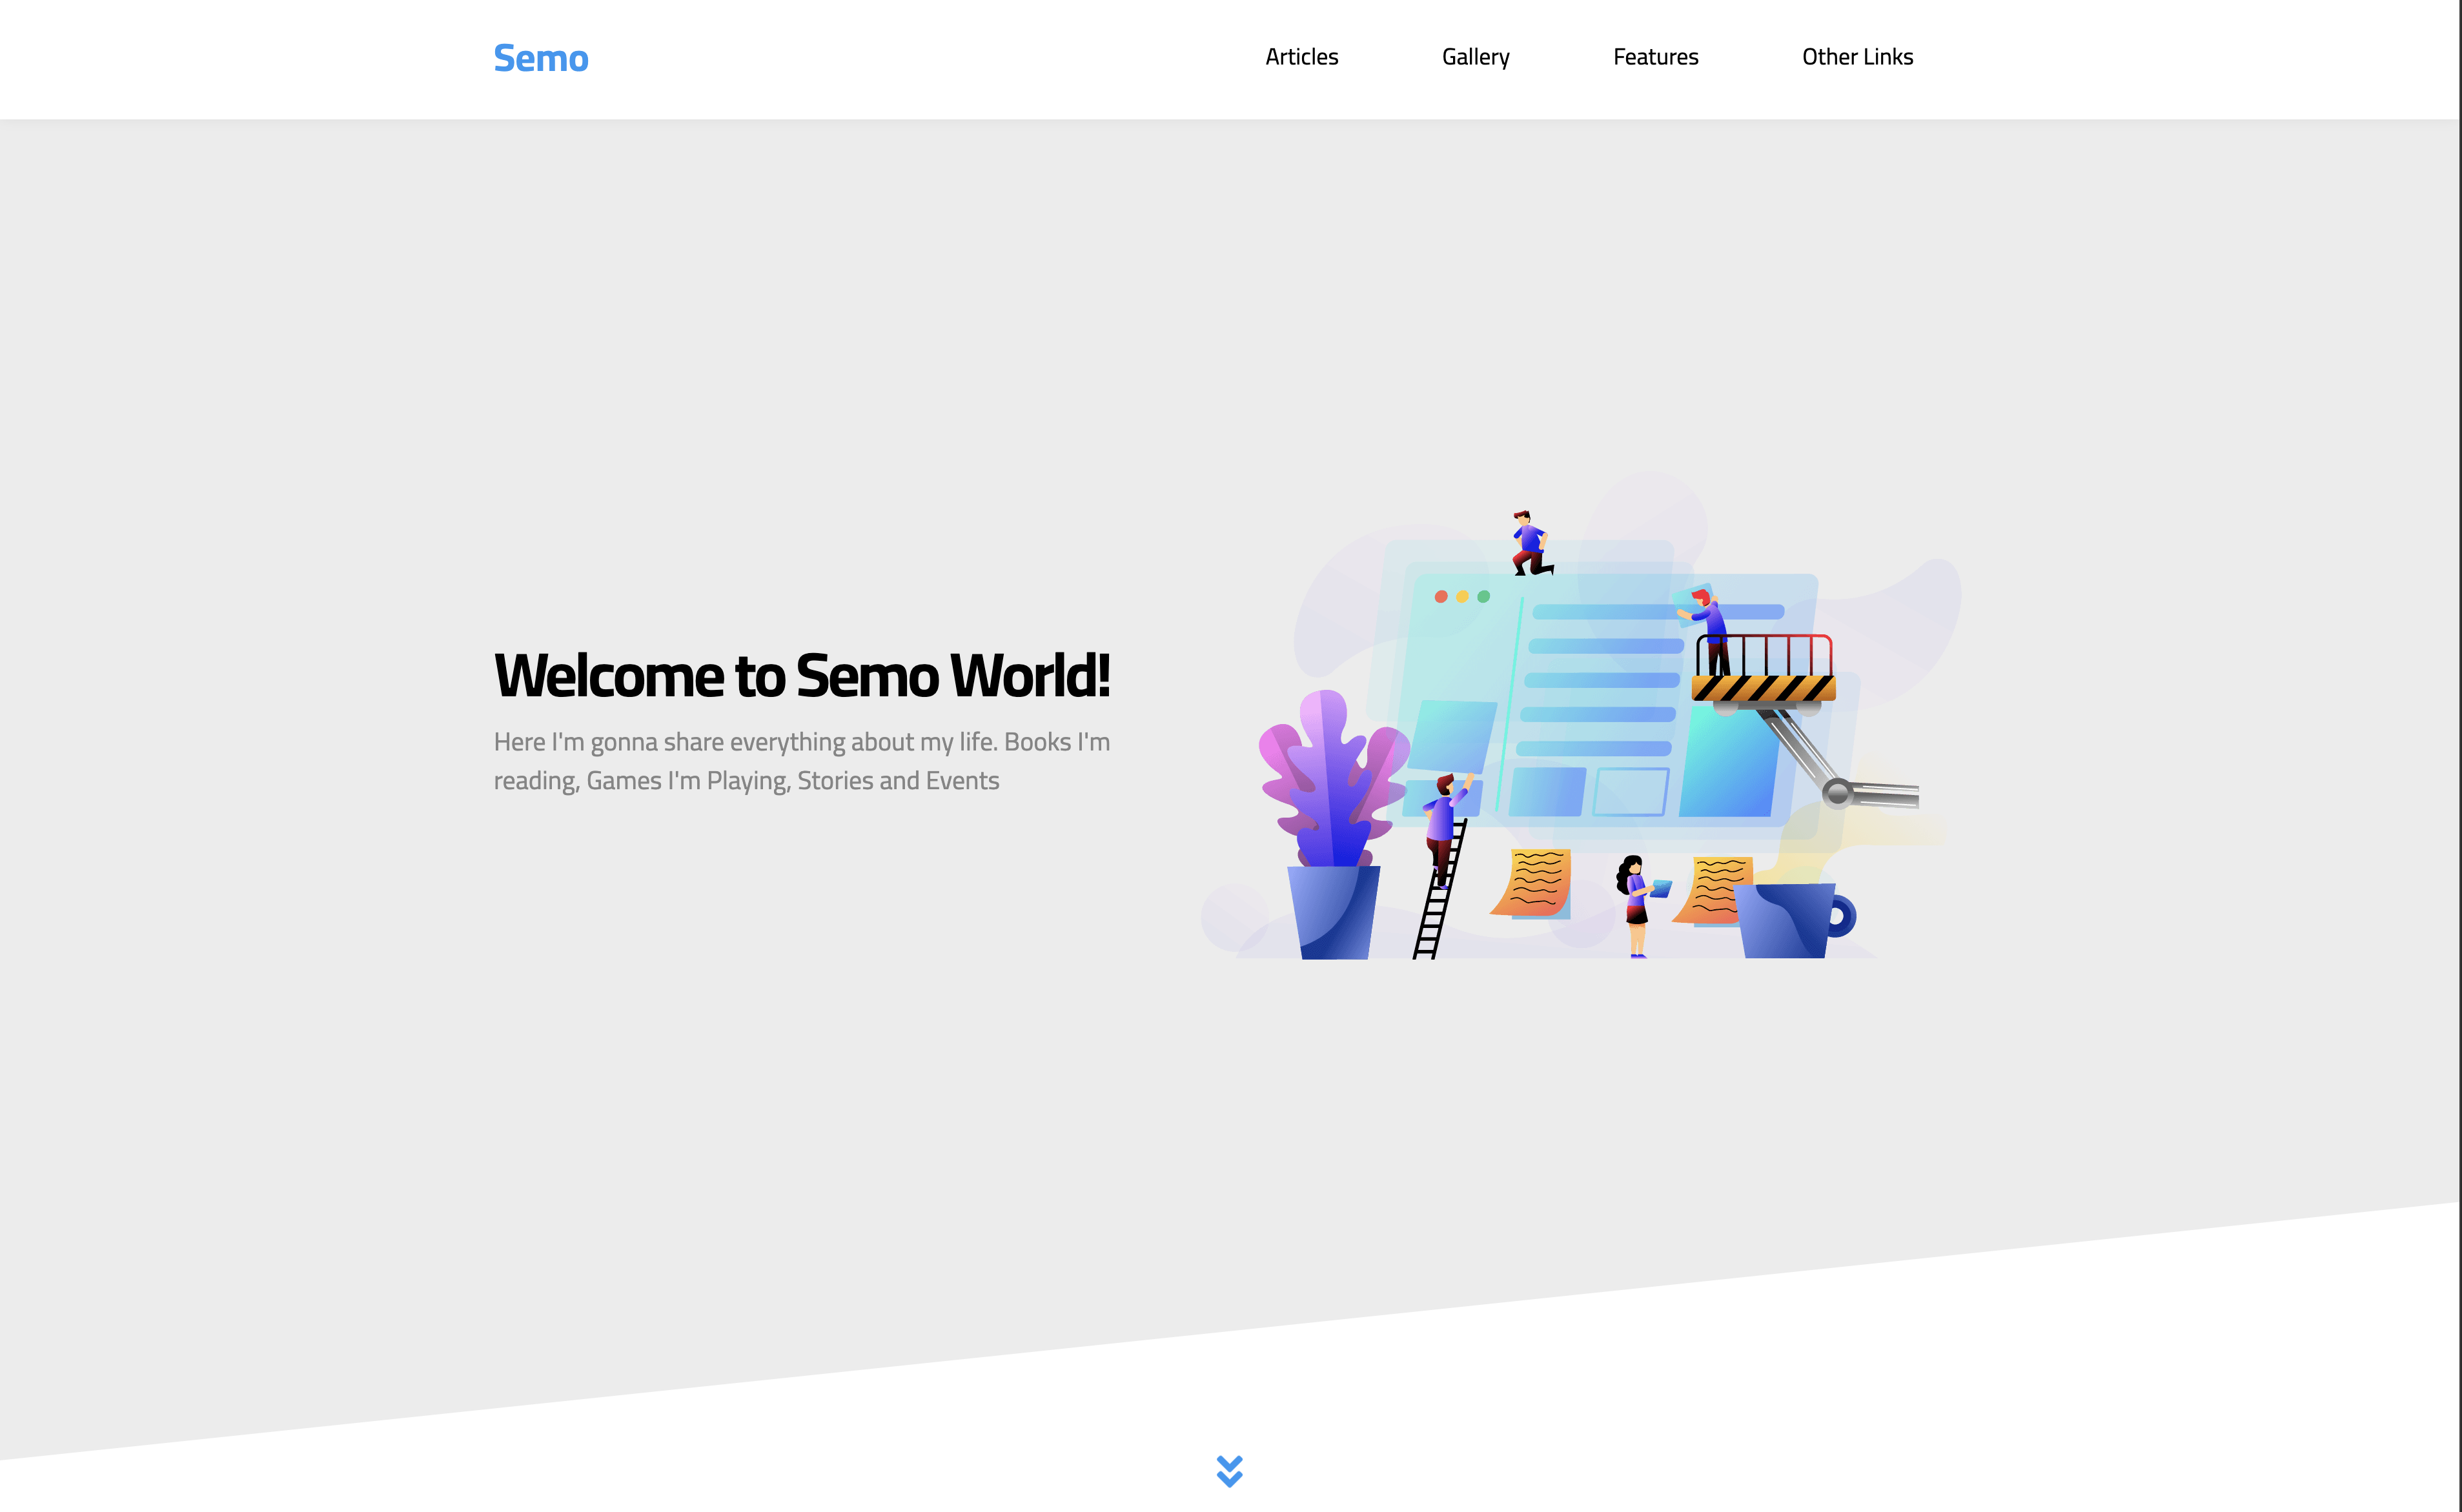 Semo
Articles
Gallery
Features
Other Links
Welcome to Semo World!
Here I'm gonna share everything about my life. Books I'm
reading, Games I'm Playing, Stories and Events